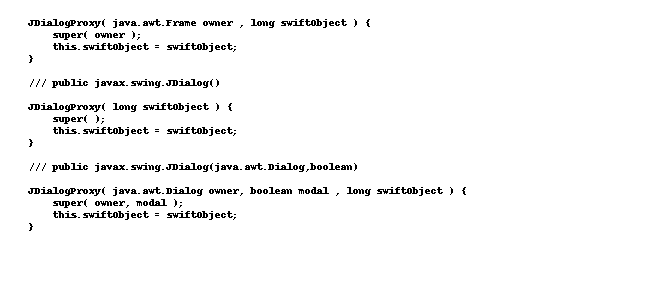 JDialogProxy( java.awt.Frame owner , long swiftObject ) {
super( owner );
this.swiftObject = swiftObject;
}
/// public javax.swing.JDialog()
JDialogProxy( long swiftObject ) {
super( );
this.swiftObject = swiftObject;
}
/// public javax.swing.JDialog(java.awt.Dialog,boolean)
JDialogProxy( java.awt.Dialog owner, boolean modal , long swiftObject ) {
super( owner, modal );
this.swiftObject = swiftObject;
}